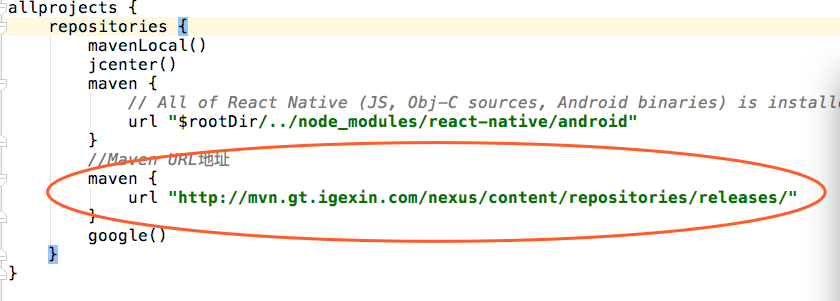 allprojects {
repositories {
mavenLocal()
jcenter()
maven {
// All of React Native (JS, Obj-C sources, Android binaries) is
url "$rootDir/../node_modules/react-native/android"
}
//Maven URL地址
maven {
url "http://mvn.gt.igexin.com/nexus/content/repositories/releases/"
}
google()
}
}